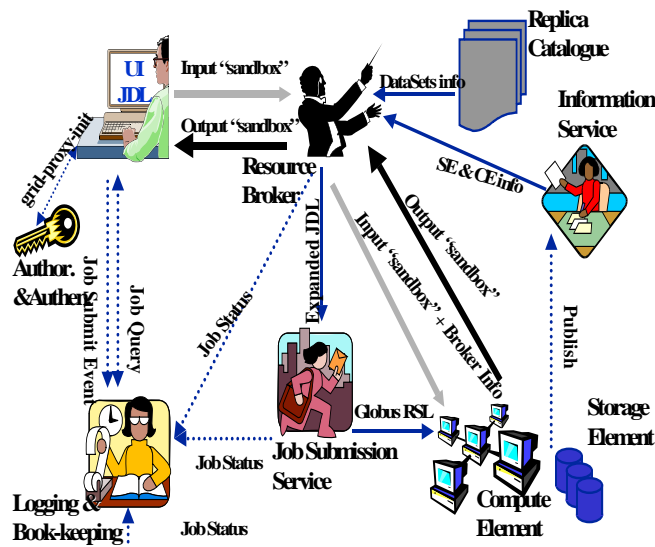 Replica
Catalogue
UI
JDL
Input “sandbox”
DataSets info
Information
Service
Output “sandbox”
Resource
Broker
SE & CE info
grid-proxy-init
Author.
&Authen.
Job Submit Event
Job Query
Job Status
Expanded JDL
Input “sandbox” + Broker Info
Output “sandbox”
Publish
Storage
Element
Globus RSL
Job Submission
Service
Job Status
Compute
Element
Logging &
Book-keeping
Job Status